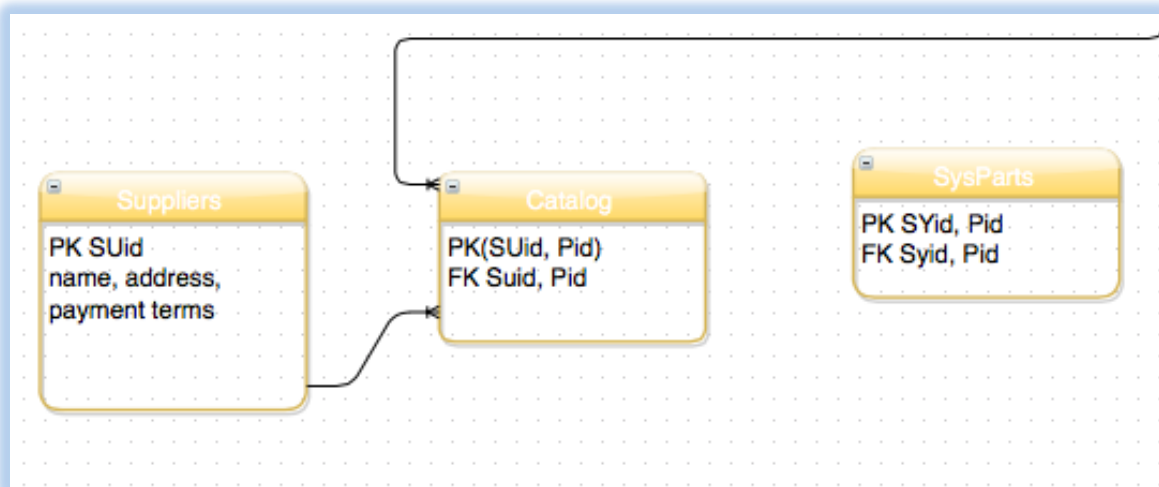 Suppliers
PK SUid
name, address,
payment terms
Catalog
PK(SUid, Pid)
FK Suid, Pid
SysParts
PK SYid, Pid
FK Syid, Pid